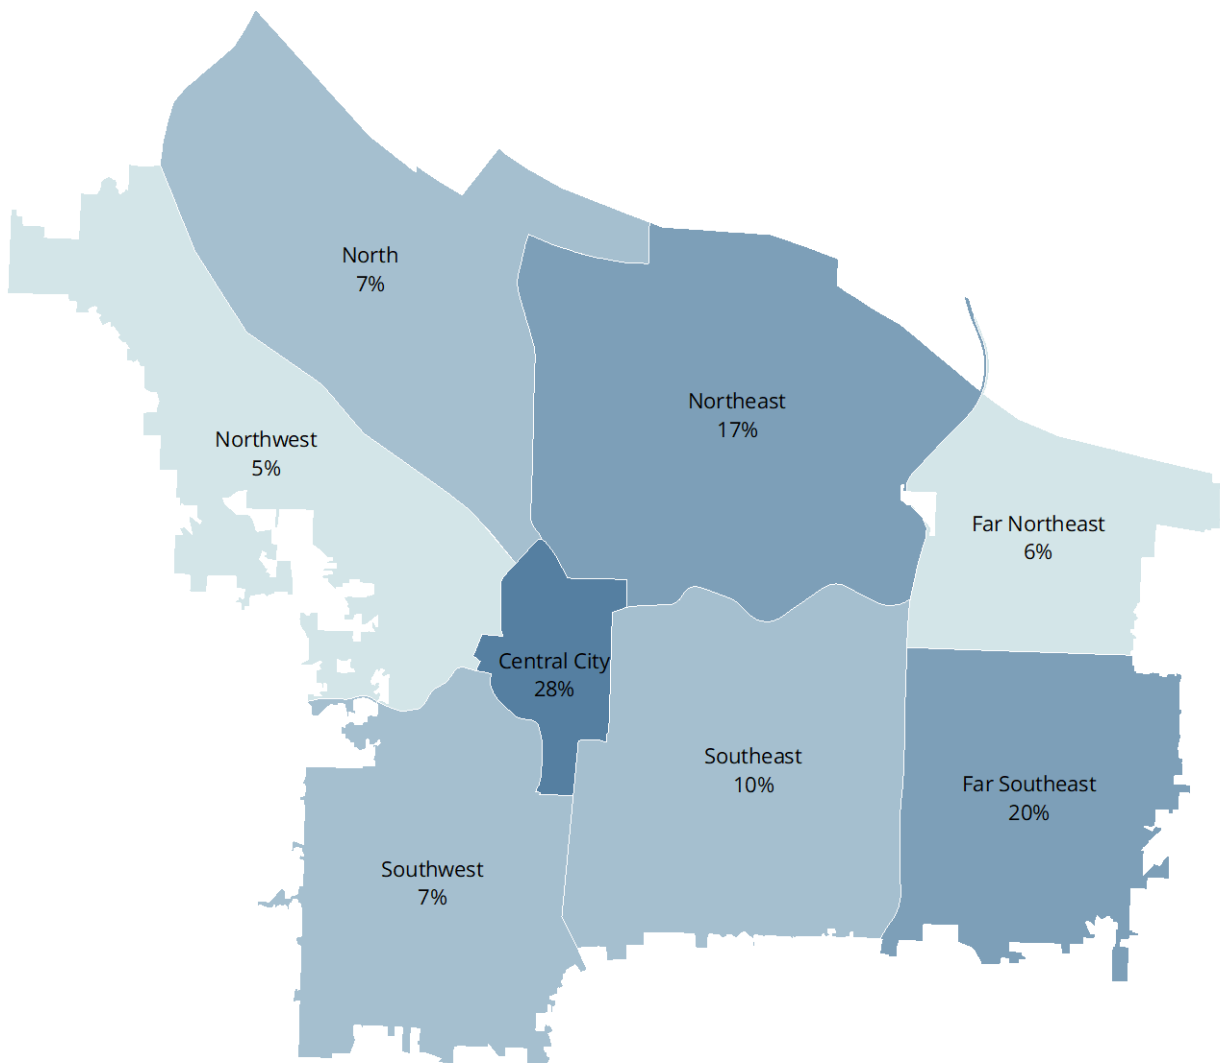 North
7%
Northeast
17%
Northwest
5%
Far Northeast
6%
Central City
28%
Southeast
10%
Far Southeast
20%
Southwest
7%